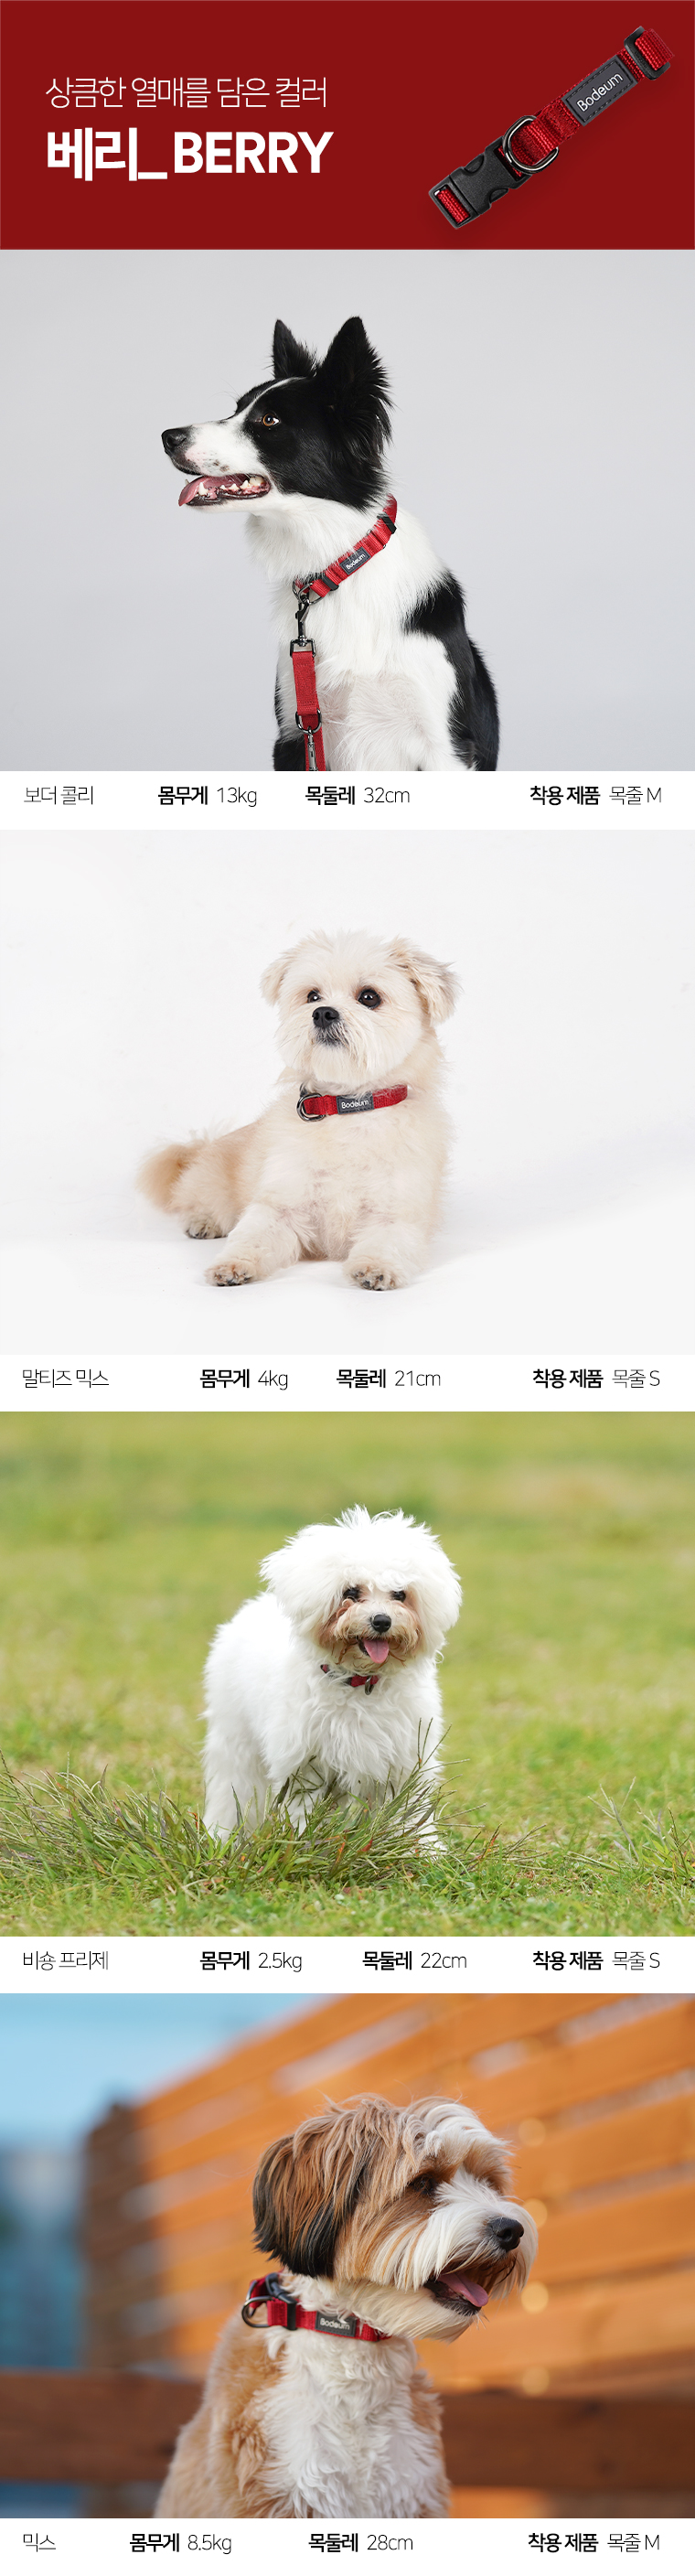 상큼한 열매를 담은 컬러
베리_BERRY
Bodeum
Bodeum
보더 콜리 몸무게 13kg 목둘레 32cm 착용 제품 목줄 M
Bodeum
말티즈 믹스 몸무게 4kg 목둘레 21cm 착용 제품 목줄 S
비숑 프리제 몸무게 2.5kg 목둘레 22cm 착용 제품 목줄 S
Bodeum
믹스 몸무게 8.5kg 목둘레 28cm 착용 제품 목줄 M